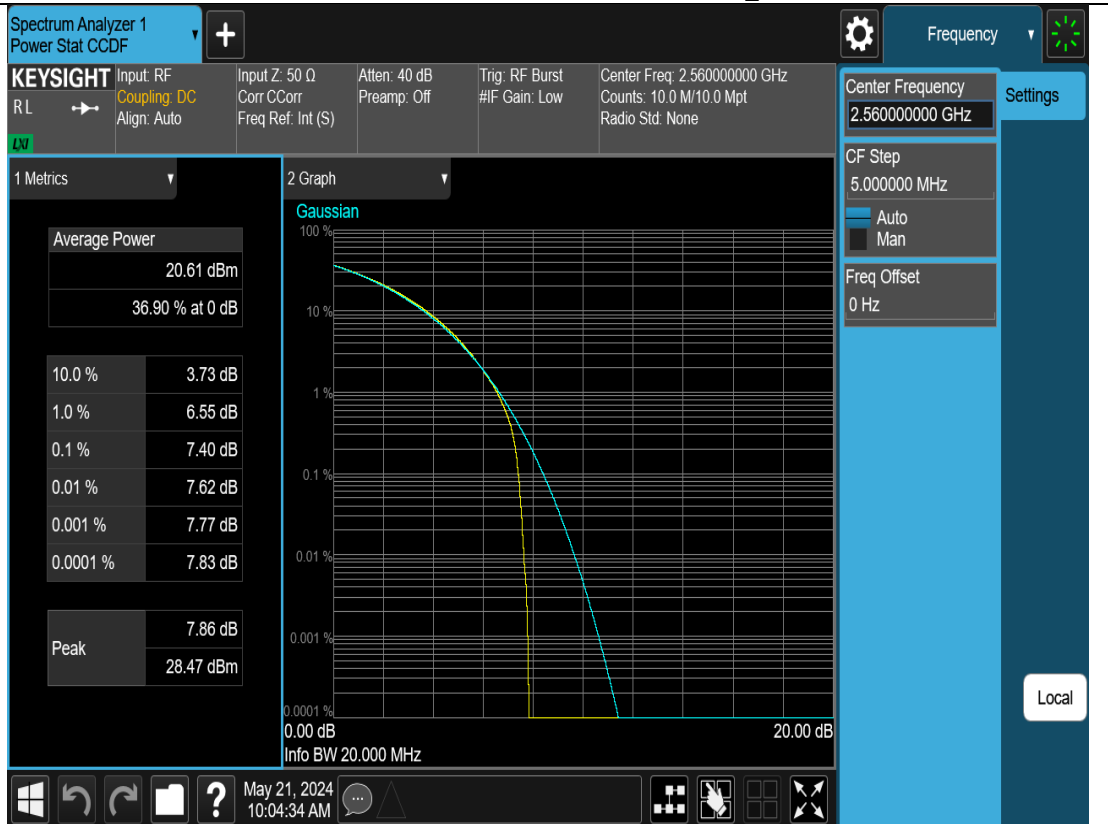 Spectrum Analyzer 1
Power Stat CCDF
+
Frequency
KEYSIGHT
RL
LXI
Input: RF
Coupling: DC
Align: Auto
Input Z: 50 Ω
Corr CCorr
Freq Ref: Int (S)
Atten: 40 dB
Preamp: Off
Trig: RF Burst
#IF Gain: Low
Center Freq: 2.560000000 GHz
Counts: 10.0 M/10.0 Mpt
Radio Std: None
Center Frequency
2.560000000 GHz
Settings
CF Step
5.000000 MHz
Auto
Man
Freq Offset
0 Hz
1 Metrics
Average Power
20.61 dBm
36.90 % at 0 dB
10.0 % 3.73 dB
1.0 % 6.55 dB
0.1 % 7.40 dB
0.01 % 7.62 dB
0.001 % 7.77 dB
0.0001 % 7.83 dB
Peak
7.86 dB
28.47 dBm
2 Graph
Gaussian
100 %
10 %
1 %
0.1 %
0.01 %
0.001 %
0.0001 %
0.00 dB 20.00 dB
Info BW 20.000 MHz
Local
?
May 21, 2024
10:04:34 AM